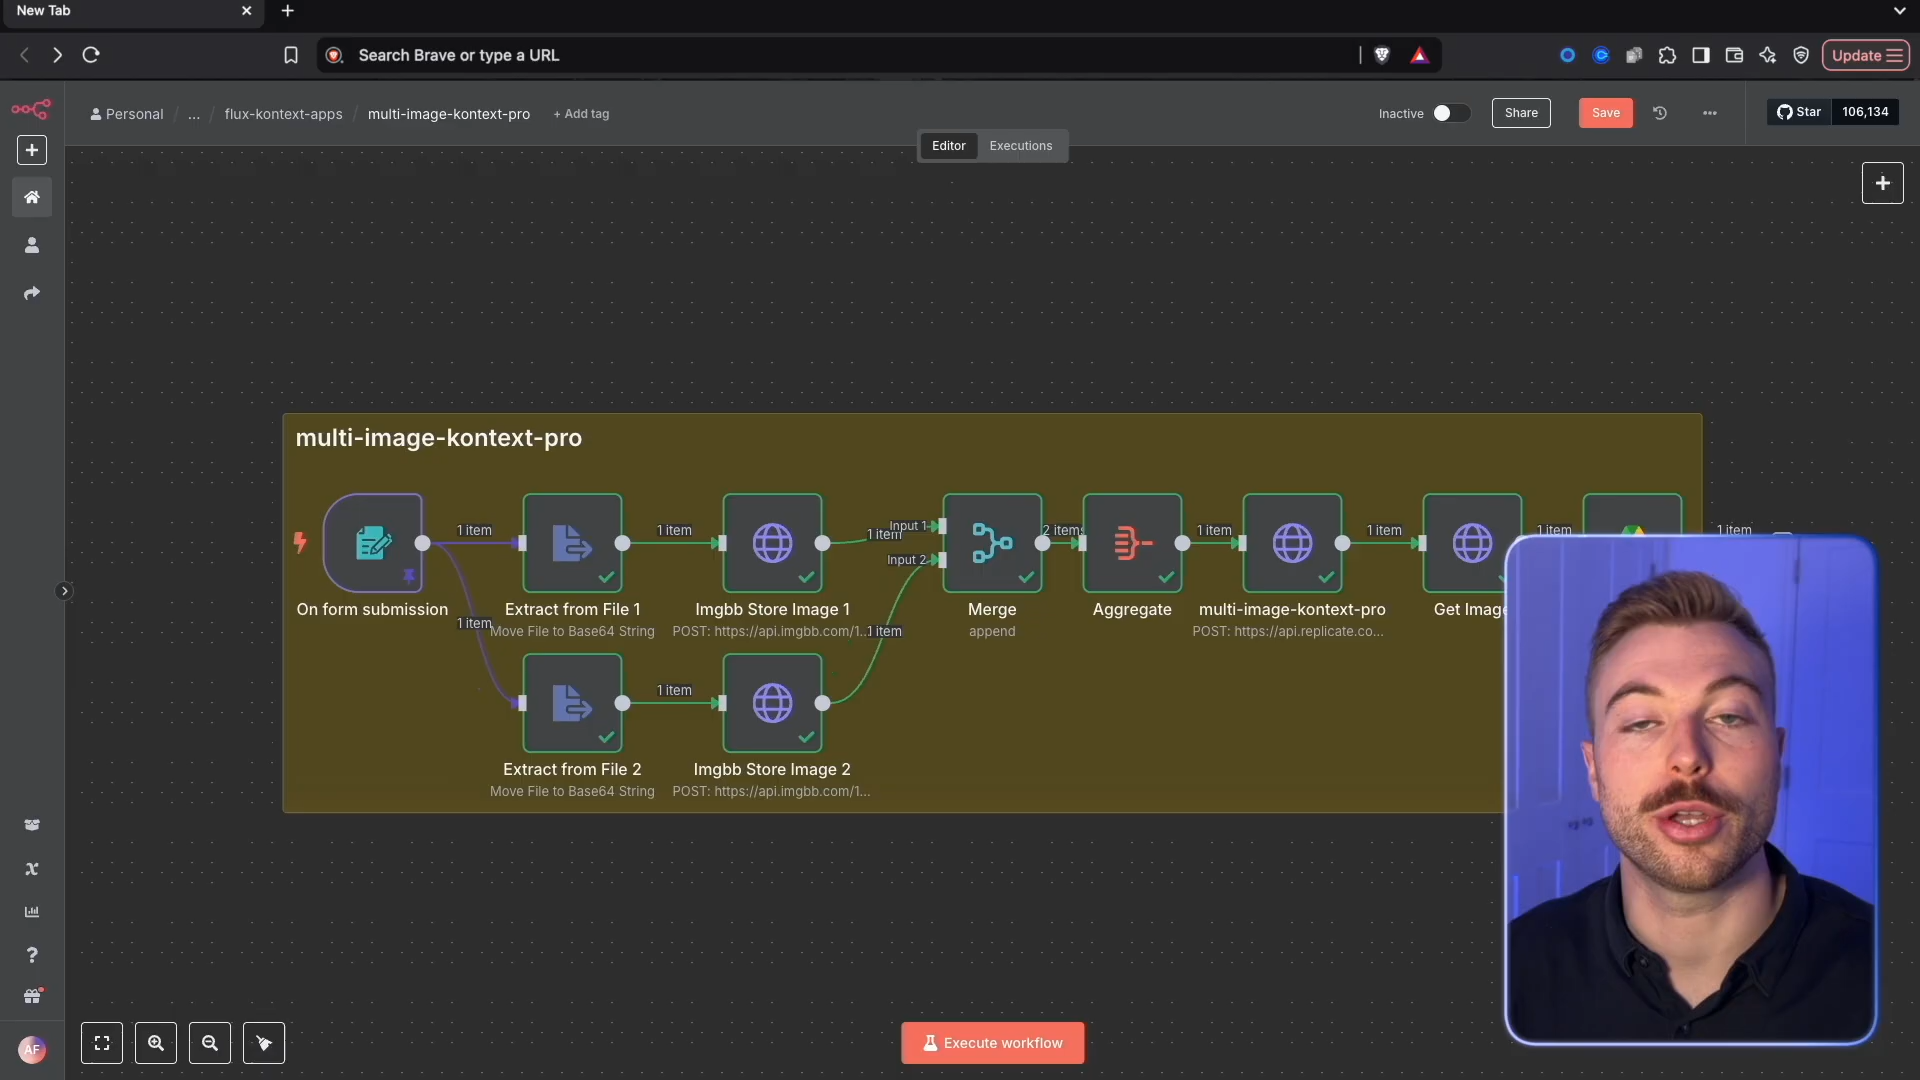 New Tab
Search Brave or type a URL
Update
Personal / ... / flux-kontext-apps / multi-image-kontext-pro + Add tag
Inactive
Share
Save
Star 106,134
Editor Executions
multi-image-kontext-pro
1 item 1 item Input 1 1 item 2 items 1 item 1 item 1 item 1 item
Input 2
On form submission
Extract from File 1
Move File to Base64 String
Imgbb Store Image 1
POST: https://api.imgbb.com/1...
Merge
append
Aggregate
multi-image-kontext-pro
POST: https://api.replicate.co...
Get Image
1 item
1 item
1 item
Extract from File 2
Move File to Base64 String
Imgbb Store Image 2
POST: https://api.imgbb.com/1...
AF
Execute workflow